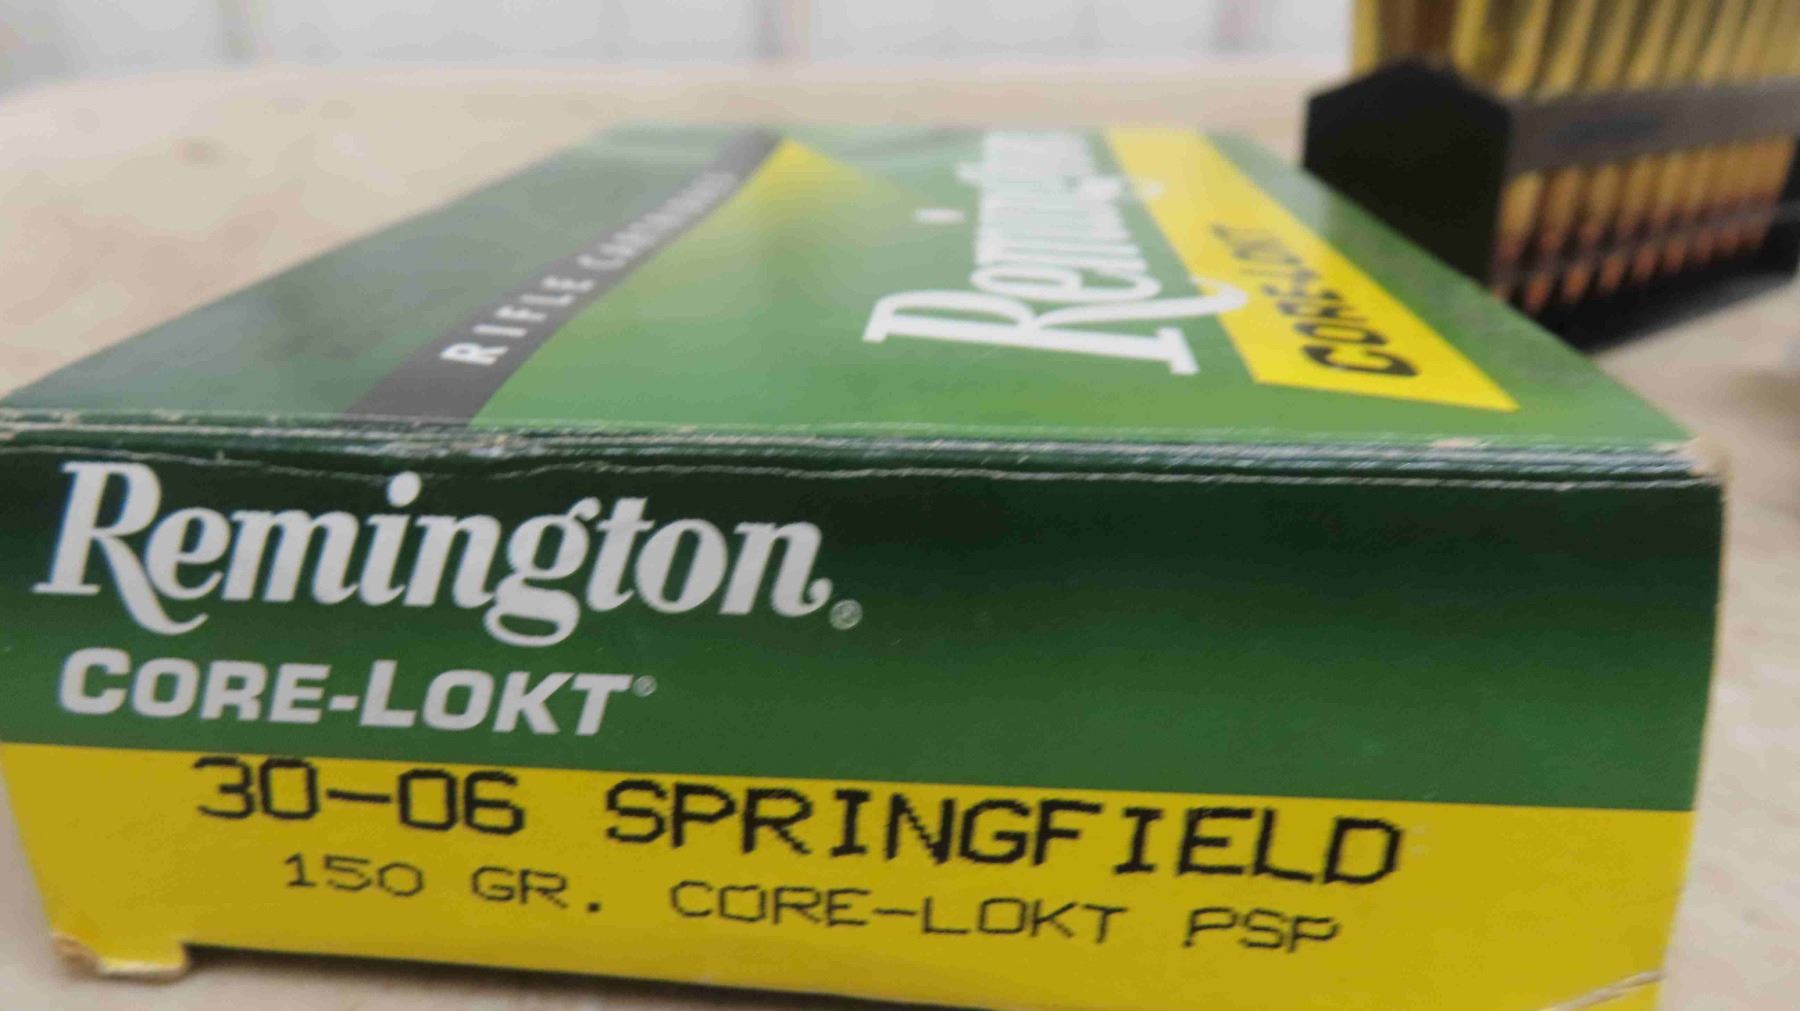 RIFLE CARTRIDGES
Remington
CORE-LOKT
Remington®
CORE-LOKT®
30-06 SPRINGFIELD
150 GR. CORE-LOKT PSP